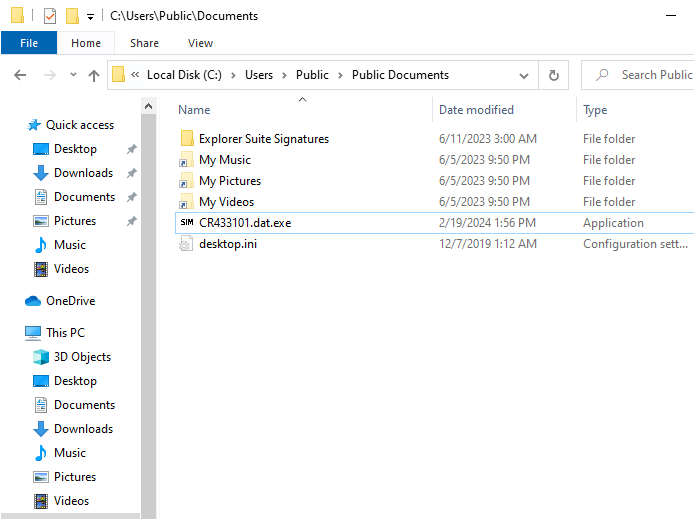 C:\Users\Public\Documents
File Home Share View
« Local Disk (C:) > Users > Public > Public Documents Search Public
Name Date modified Type
Quick access
Desktop
Downloads
Documents
Pictures
Music
Videos
OneDrive
This PC
3D Objects
Desktop
Documents
Downloads
Music
Pictures
Videos
Explorer Suite Signatures 6/11/2023 3:00 AM File folder
My Music 6/5/2023 9:50 PM File folder
My Pictures 6/5/2023 9:50 PM File folder
My Videos 6/5/2023 9:50 PM File folder
SIM CR433101.dat.exe 2/19/2024 1:56 PM Application
desktop.ini 12/7/2019 1:12 AM Configuration sett...